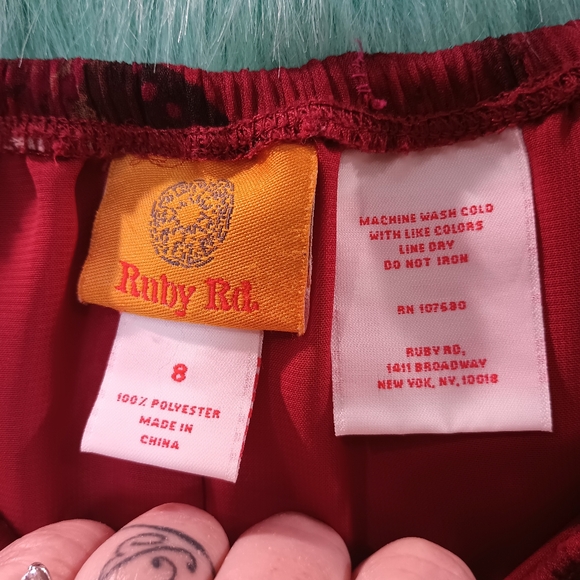 Ruby Rd.
8
100% POLYESTER
MADE IN
CHINA
MACHINE WASH COLD
WITH LIKE COLORS
LINE DRY
DO NOT IRON
RN 107680
RUBY RD,
1411 BROADWAY
NEW YOK, NY, 10018